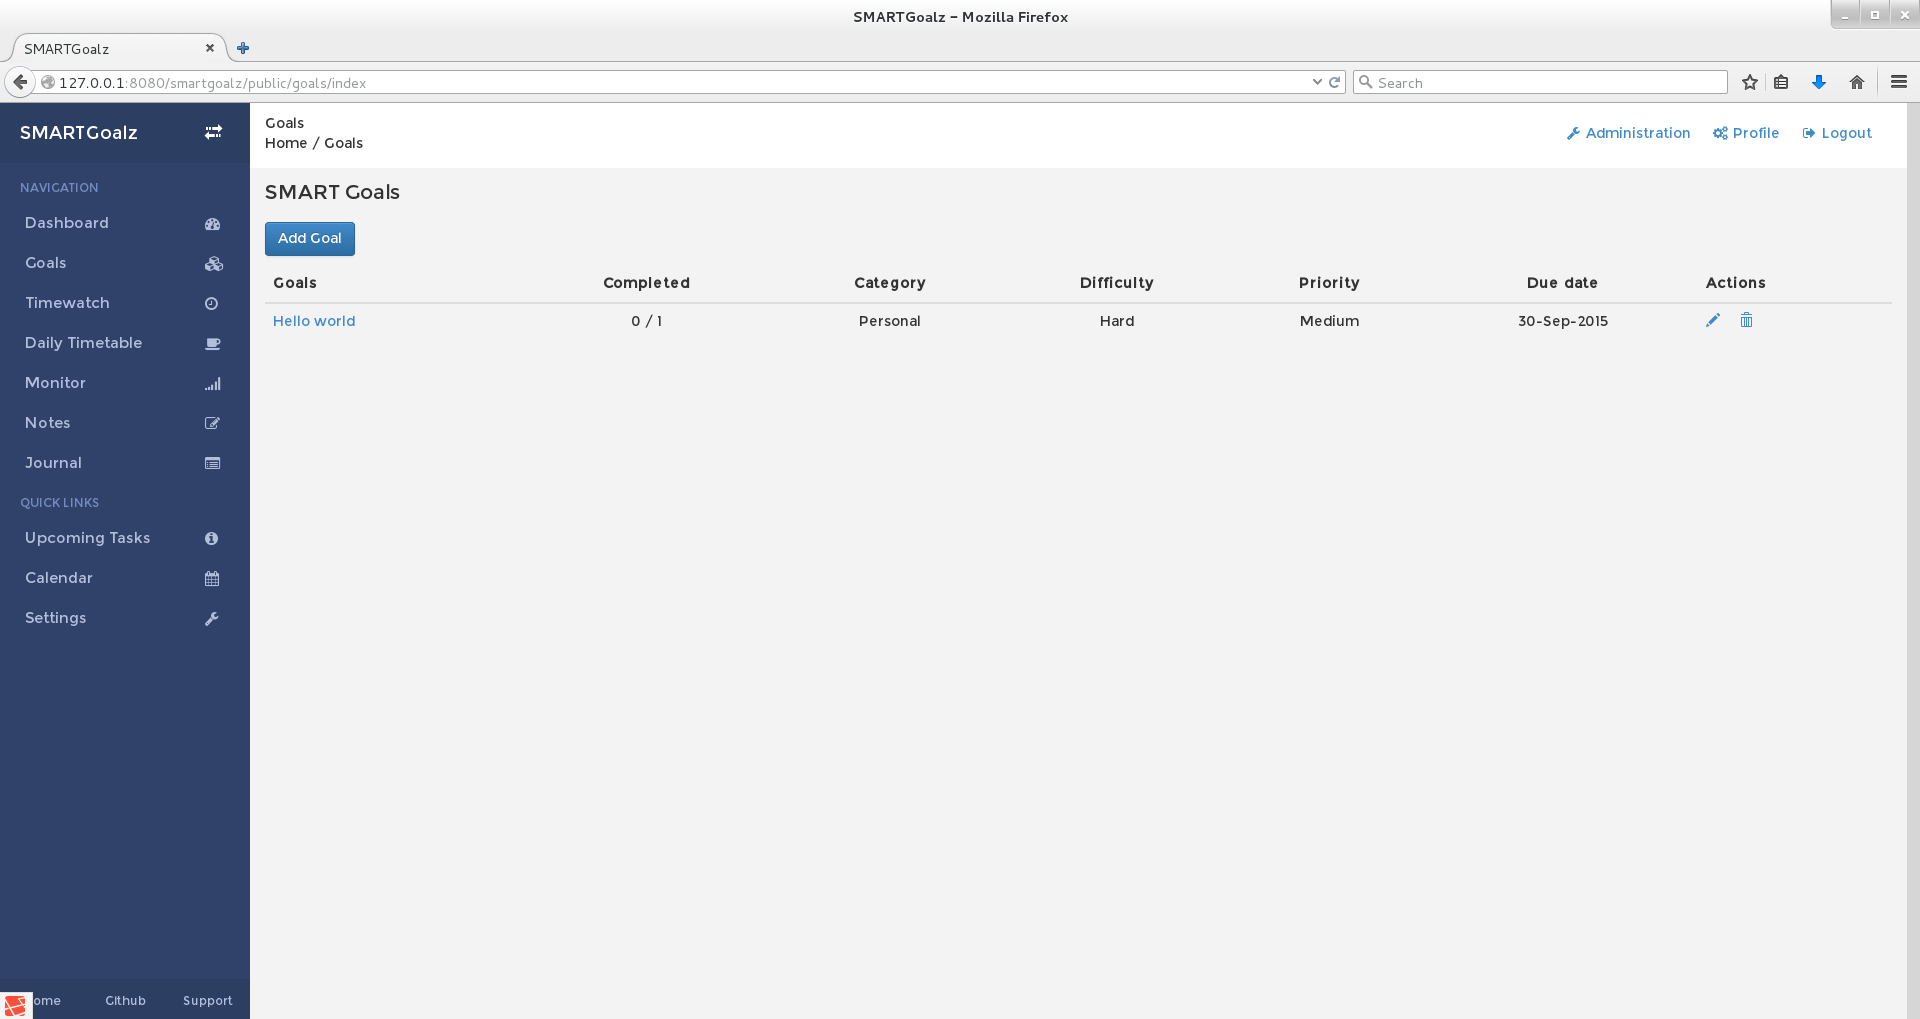 SMARTGoalz - Mozilla Firefox
SMARTGoalz
127.0.0.1:8080/smartgoalz/public/goals/index
Search
SMARTGoalz
NAVIGATION
Dashboard
Goals
Timewatch
Daily Timetable
Monitor
Notes
Journal
QUICK LINKS
Upcoming Tasks
Calendar
Settings
ome Github Support
Goals
Home / Goals
Administration Profile Logout
SMART Goals
Add Goal
Goals Completed Category Difficulty Priority Due date Actions
Hello world 0 / 1 Personal Hard Medium 30-Sep-2015